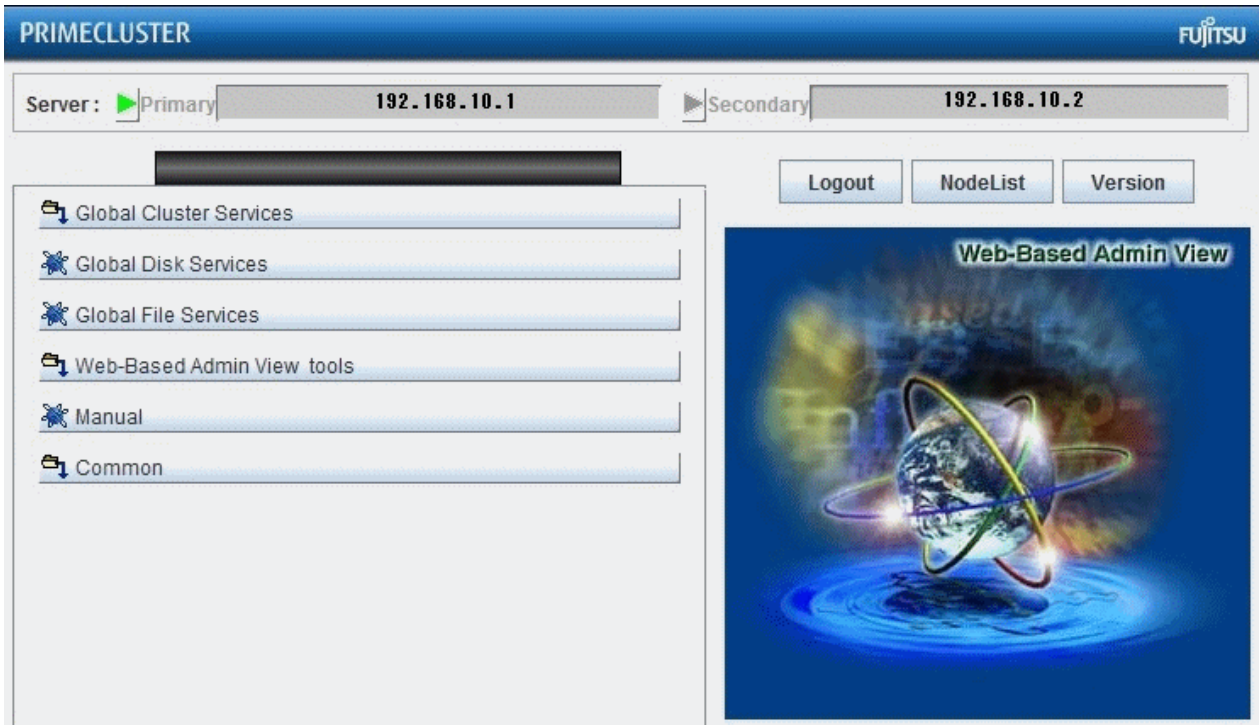 PRIMECLUSTER
FUJITSU
Server : Primary 192.168.10.1 Secondary 192.168.10.2
Logout NodeList Version
Global Cluster Services
Global Disk Services
Global File Services
Web-Based Admin View tools
Manual
Common
Web-Based Admin View